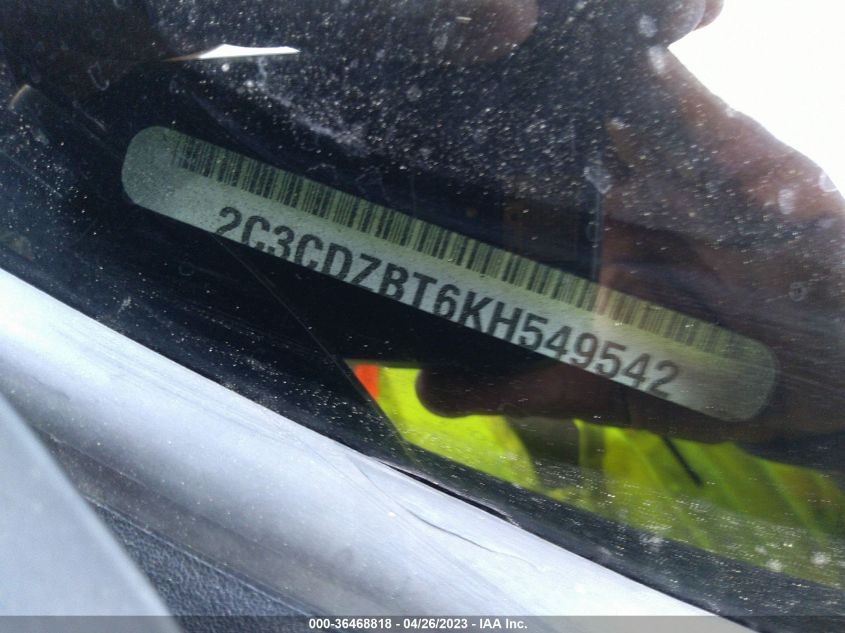 2C3CDZBT6KH549542
000-36468818 - 04/26/2023 - IAA Inc.